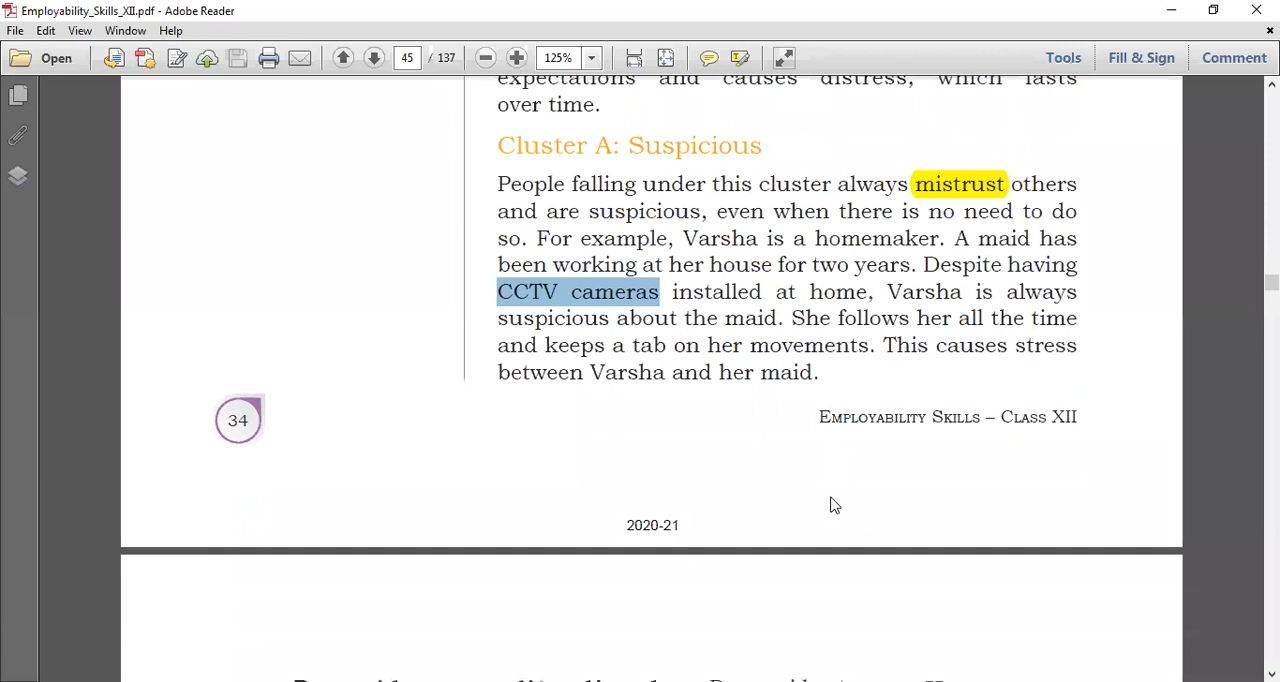 Employability_Skills_XII.pdf - Adobe Reader
File Edit View Window Help
Open 45 / 137 125% Tools Fill & Sign Comment
expectations and causes distress, which lasts
over time.
Cluster A: Suspicious
People falling under this cluster always mistrust others
and are suspicious, even when there is no need to do
so. For example, Varsha is a homemaker. A maid has
been working at her house for two years. Despite having
CCTV cameras installed at home, Varsha is always
suspicious about the maid. She follows her all the time
and keeps a tab on her movements. This causes stress
between Varsha and her maid.
34
Employability Skills – Class XII
2020-21